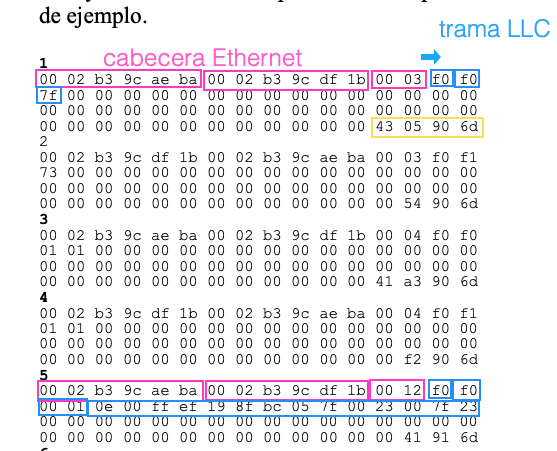 de ejemplo.
trama LLC
cabecera Ethernet
1
00 02 b3 9c ae ba 00 02 b3 9c df 1b 00 03 f0 f0
7f 00 00 00 00 00 00 00 00 00 00 00 00 00 00 00
00 00 00 00 00 00 00 00 00 00 00 00 00 00 00 00
00 00 00 00 00 00 00 00 00 00 00 00 43 05 90 6d
2
00 02 b3 9c df 1b 00 02 b3 9c ae ba 00 03 f0 f1
73 00 00 00 00 00 00 00 00 00 00 00 00 00 00 00
00 00 00 00 00 00 00 00 00 00 00 00 00 00 00 00
00 00 00 00 00 00 00 00 00 00 00 00 00 54 90 6d
3
00 02 b3 9c ae ba 00 02 b3 9c df 1b 00 04 f0 f0
01 01 00 00 00 00 00 00 00 00 00 00 00 00 00 00
00 00 00 00 00 00 00 00 00 00 00 00 00 00 00 00
00 00 00 00 00 00 00 00 00 00 00 00 41 a3 90 6d
4
00 02 b3 9c df 1b 00 02 b3 9c ae ba 00 04 f0 f1
01 01 00 00 00 00 00 00 00 00 00 00 00 00 00 00
00 00 00 00 00 00 00 00 00 00 00 00 00 00 00 00
00 00 00 00 00 00 00 00 00 00 00 00 00 f2 90 6d
5
00 02 b3 9c ae ba 00 02 b3 9c df 1b 00 12 f0 f0
00 01 0e 00 ff ef 19 8f bc 05 7f 00 23 00 7f 23
00 00 00 00 00 00 00 00 00 00 00 00 00 00 00 00
00 00 00 00 00 00 00 00 00 00 00 00 00 41 91 6d